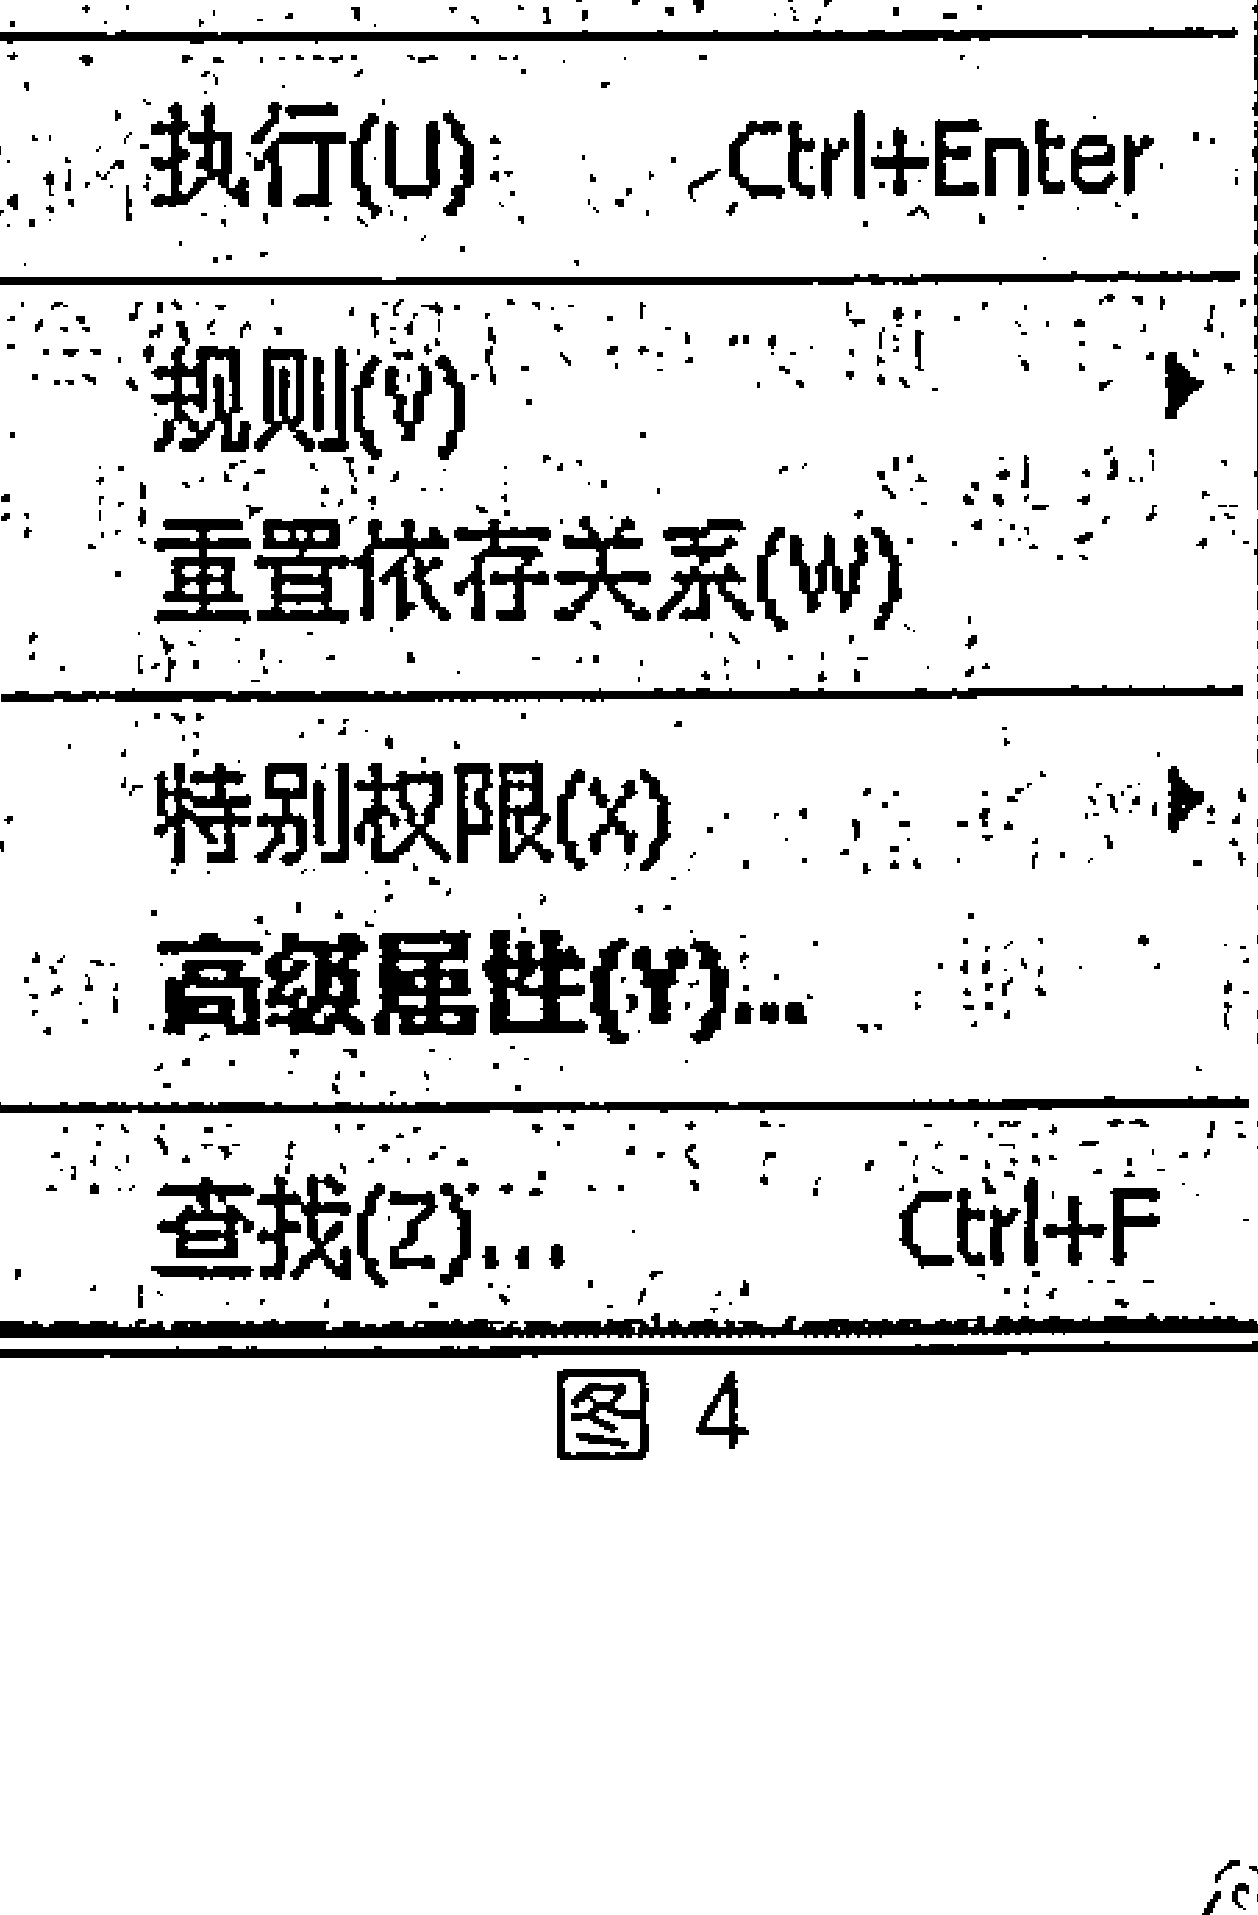 执行(U) Ctrl+Enter
规则(V)
重置依存关系(W)
特别权限(X)
高级属性(Y)...
查找(Z)... Ctrl+F
图 4